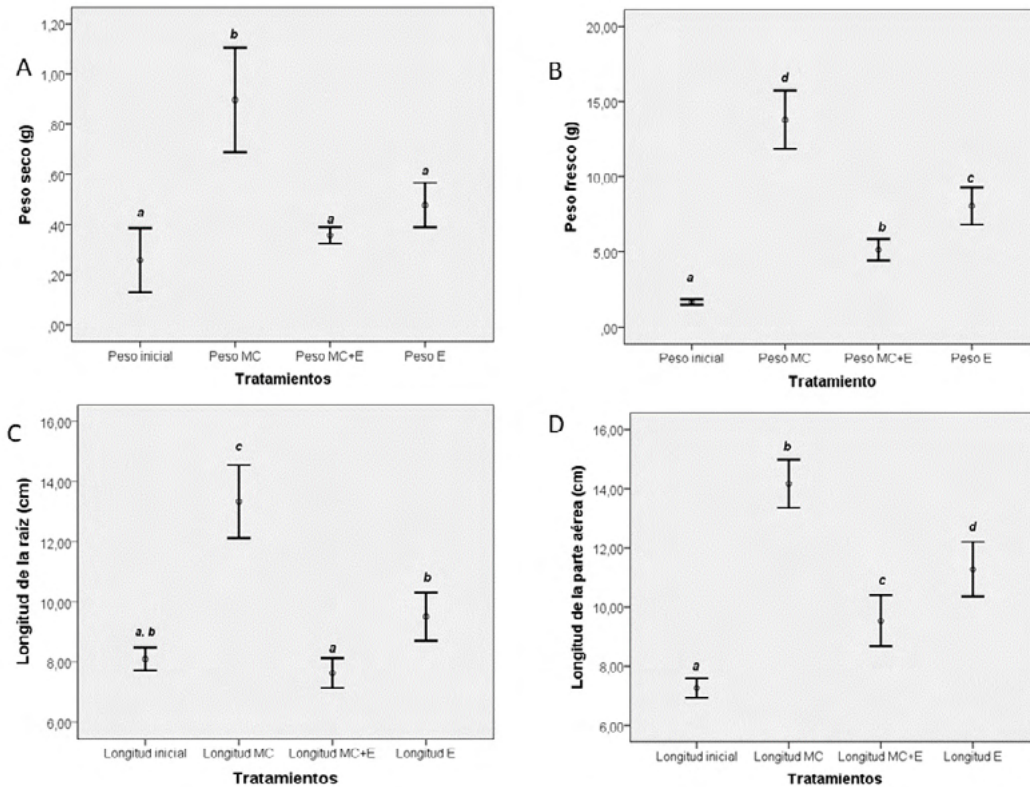 A
Peso seco (g)
1,20
1,00
,80
,60
,40
,20
,00
a
b
a
a
Peso inicial
Peso MC
Peso MC+E
Peso E
Tratamientos
B
Peso fresco (g)
20,00
15,00
10,00
5,00
,00
a
d
b
c
Peso inicial
Peso MC
Peso MC+E
Peso E
Tratamiento
C
Longitud de la raíz (cm)
16,00
14,00
12,00
10,00
8,00
6,00
a. b
c
a
b
Longitud inicial
Longitud MC
Longitud MC+E
Longitud E
Tratamientos
D
Longitud de la parte aérea (cm)
16,00
14,00
12,00
10,00
8,00
6,00
a
b
c
d
Longitud inicial
Longitud MC
Longitud MC+E
Longitud E
Tratamientos